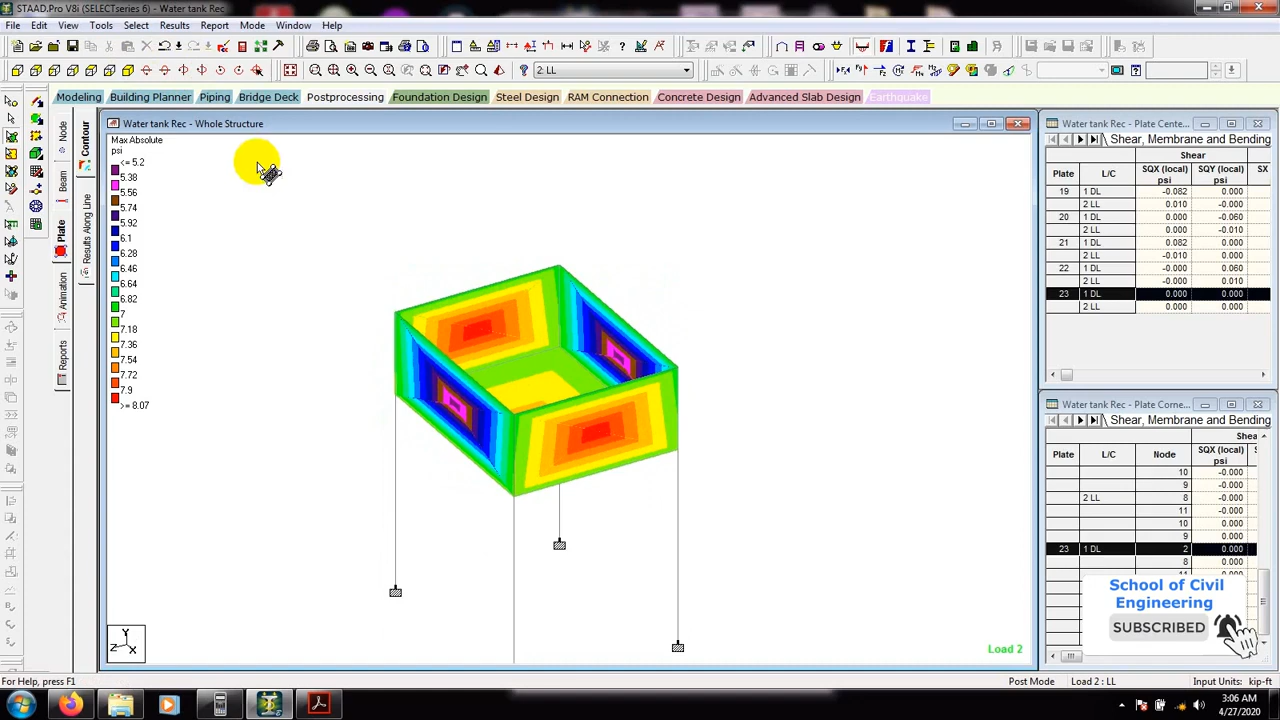 STAAD.Pro V8i (SELECTseries 6) - Water tank Rec
File Edit View Tools Select Results Report Mode Window Help
2: LL
Modeling Building Planner Piping Bridge Deck Postprocessing Foundation Design Steel Design RAM Connection Concrete Design Advanced Slab Design Earthquake
Water tank Rec - Whole Structure
Max Absolute
psi
<= 5.2
5.38
5.56
5.74
5.92
6.1
6.28
6.46
6.64
6.82
7
7.18
7.36
7.54
7.72
7.9
>= 8.07
Node
Beam
Plate
Animation
Reports
Contour
Results Along Line
Y
Z X
Load 2
Water tank Rec - Plate Cente...
Shear, Membrane and Bending
Shear
Plate L/C SQX (local) psi SQY (local) psi SX
19 1 DL -0.082 0.000
2 LL 0.010 -0.000
20 1 DL 0.000 -0.060
2 LL -0.000 -0.010
21 1 DL 0.082 0.000
2 LL -0.010 -0.000
22 1 DL -0.000 0.060
2 LL -0.000 0.010
23 1 DL 0.000 0.000
2 LL 0.000 0.000
Water tank Rec - Plate Corne...
Shear, Membrane and Bending
Shea
Plate L/C Node SQX (local) psi
10 -0.000
9 -0.000
2 LL 8 -0.000
11 -0.000
10 -0.000
9 -0.000
23 1 DL 2 0.000
8 0.000
School of Civil
Engineering
SUBSCRIBED
For Help, press F1
Post Mode Load 2 : LL Input Units: kip-ft
3:06 AM
4/27/2020